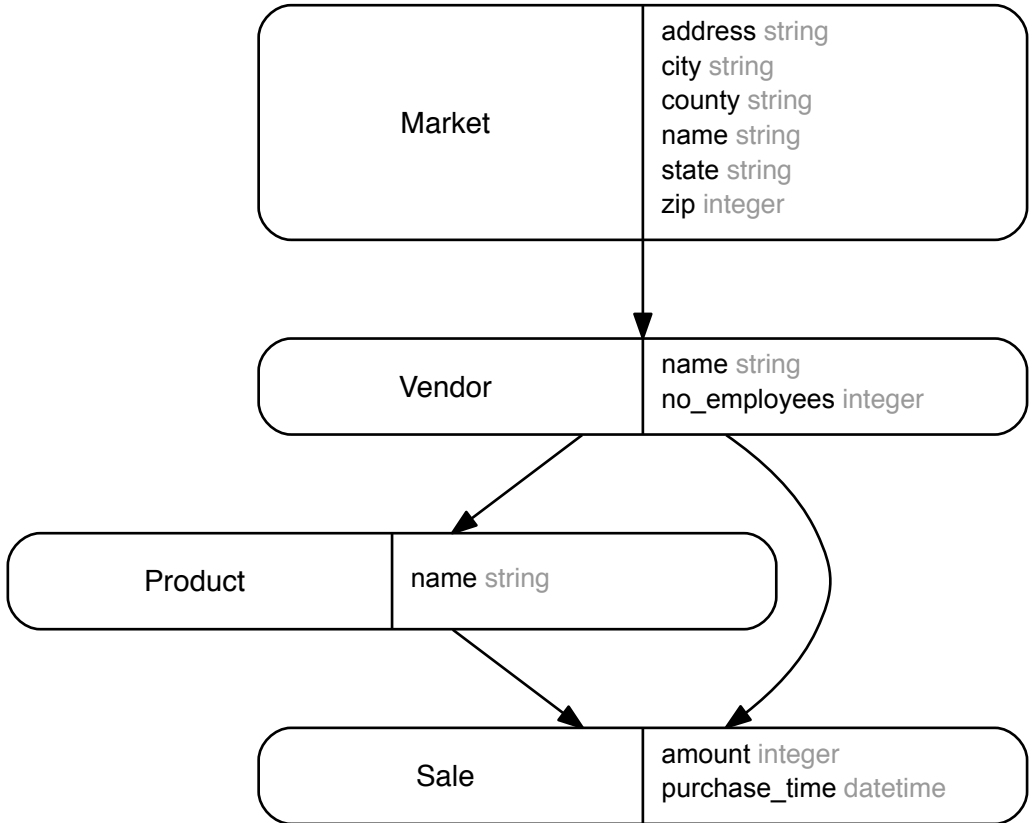 Market
address string
city string
county string
name string
state string
zip integer
Vendor
name string
no_employees integer
Product
name string
Sale
amount integer
purchase_time datetime